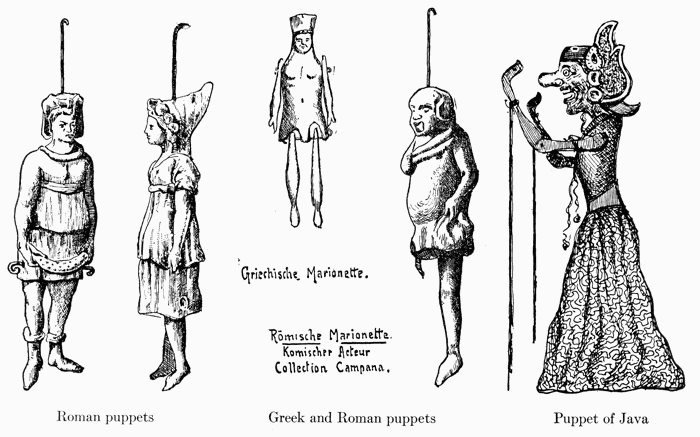 Griechische Marionette.
Römische Marionette.
Komischer Acteur
Collection Campana.
Roman puppets
Greek and Roman puppets
Puppet of Java